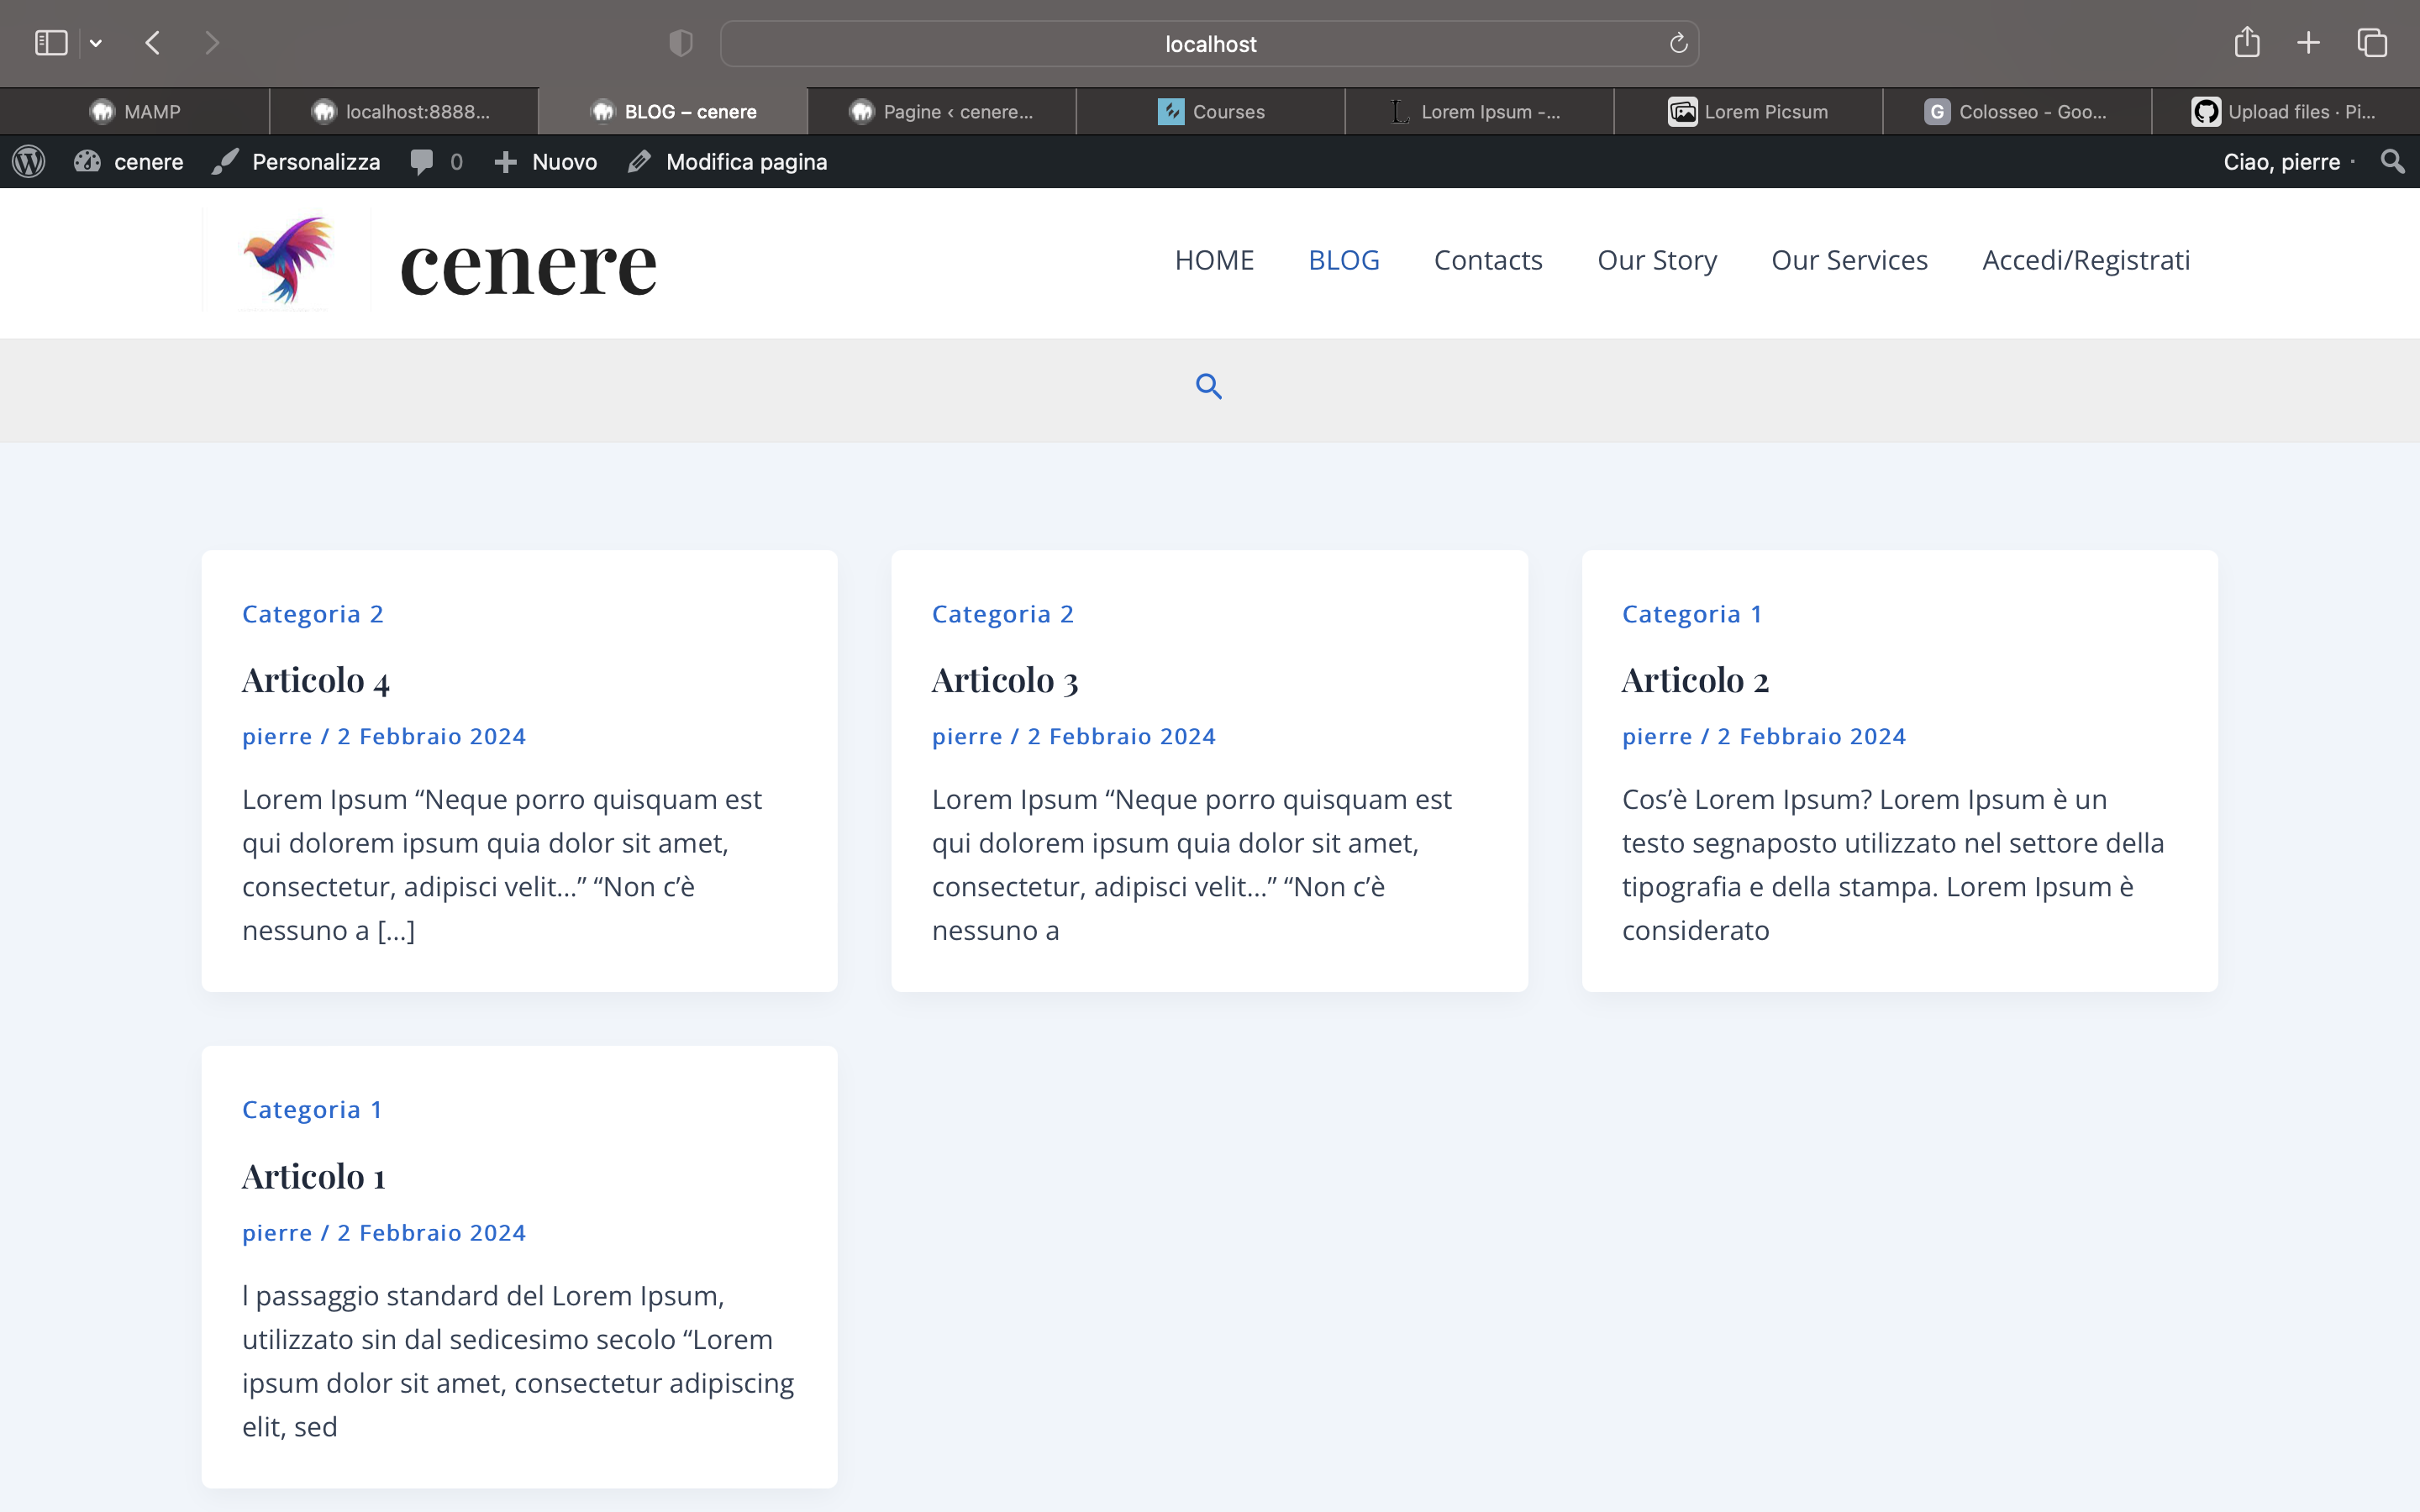 localhost
MAMP
localhost:8888...
BLOG – cenere
Pagine ‹ cenere...
Courses
Lorem Ipsum -...
Lorem Picsum
G
Colosseo - Goo...
Upload files · Pi...
cenere
Personalizza
0
Nuovo
Modifica pagina
Ciao, pierre
cenere
HOME
BLOG
Contacts
Our Story
Our Services
Accedi/Registrati
Categoria 2
Articolo 4
pierre / 2 Febbraio 2024
Lorem Ipsum “Neque porro quisquam est
qui dolorem ipsum quia dolor sit amet,
consectetur, adipisci velit…” “Non c’è
nessuno a […]
Categoria 2
Articolo 3
pierre / 2 Febbraio 2024
Lorem Ipsum “Neque porro quisquam est
qui dolorem ipsum quia dolor sit amet,
consectetur, adipisci velit…” “Non c’è
nessuno a
Categoria 1
Articolo 2
pierre / 2 Febbraio 2024
Cos’è Lorem Ipsum? Lorem Ipsum è un
testo segnaposto utilizzato nel settore della
tipografia e della stampa. Lorem Ipsum è
considerato
Categoria 1
Articolo 1
pierre / 2 Febbraio 2024
l passaggio standard del Lorem Ipsum,
utilizzato sin dal sedicesimo secolo “Lorem
ipsum dolor sit amet, consectetur adipiscing
elit, sed